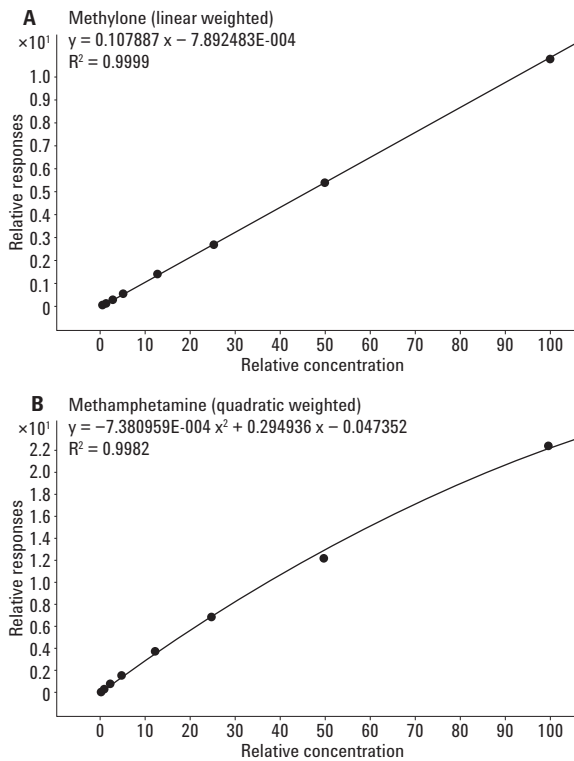 A Methylone (linear weighted)
×10¹ y = 0.107887 x – 7.892483E-004
R² = 0.9999
1.0
0.9
0.8
0.7
0.6
0.5
0.4
0.3
0.2
0.1
0
Relative responses
0 10 20 30 40 50 60 70 80 90 100
Relative concentration
B Methamphetamine (quadratic weighted)
×10¹ y = –7.380959E-004 x² + 0.294936 x – 0.047352
R² = 0.9982
2.2
2.0
1.8
1.6
1.4
1.2
1.0
0.8
0.6
0.4
0.2
0
Relative responses
0 10 20 30 40 50 60 70 80 90 100
Relative concentration